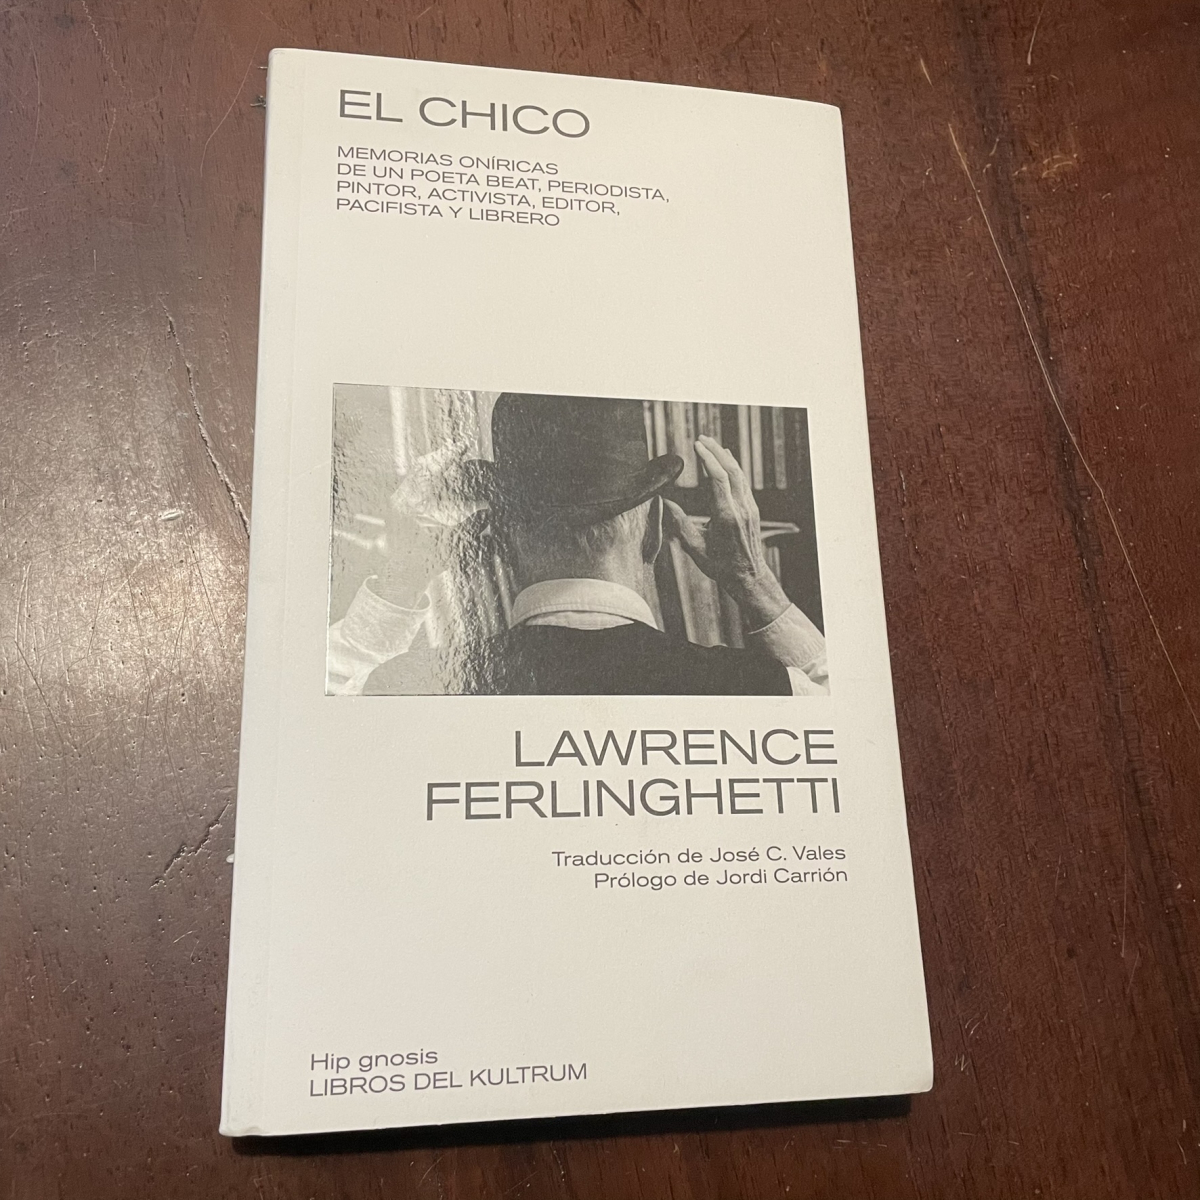 EL CHICO
MEMORIAS ONÍRICAS
DE UN POETA BEAT, PERIODISTA,
PINTOR, ACTIVISTA, EDITOR,
PACIFISTA Y LIBRERO
LAWRENCE
FERLINGHETTI
Traducción de José C. Vales
Prólogo de Jordi Carrión
Hip gnosis
LIBROS DEL KULTRUM